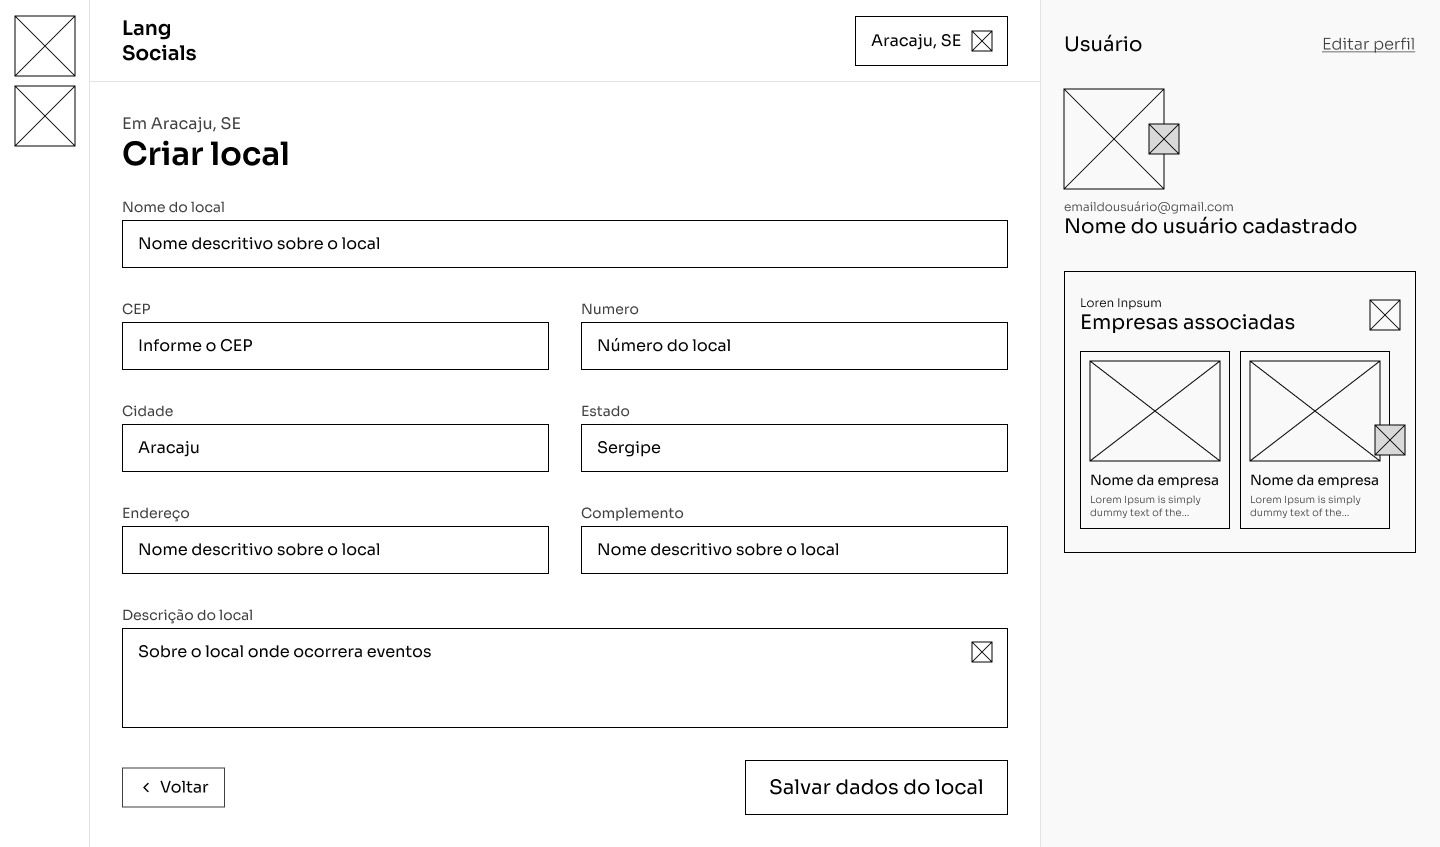 Lang
Socials
Aracaju, SE
Em Aracaju, SE
Criar local
Nome do local
Nome descritivo sobre o local
CEP
Informe o CEP
Numero
Número do local
Cidade
Aracaju
Estado
Sergipe
Endereço
Nome descritivo sobre o local
Complemento
Nome descritivo sobre o local
Descrição do local
Sobre o local onde ocorrera eventos
Voltar
Salvar dados do local
Usuário
Editar perfil
emaildousuário@gmail.com
Nome do usuário cadastrado
Loren Inpsum
Empresas associadas
Nome da empresa
Lorem Ipsum is simply
dummy text of the...
Nome da empresa
Lorem Ipsum is simply
dummy text of the...